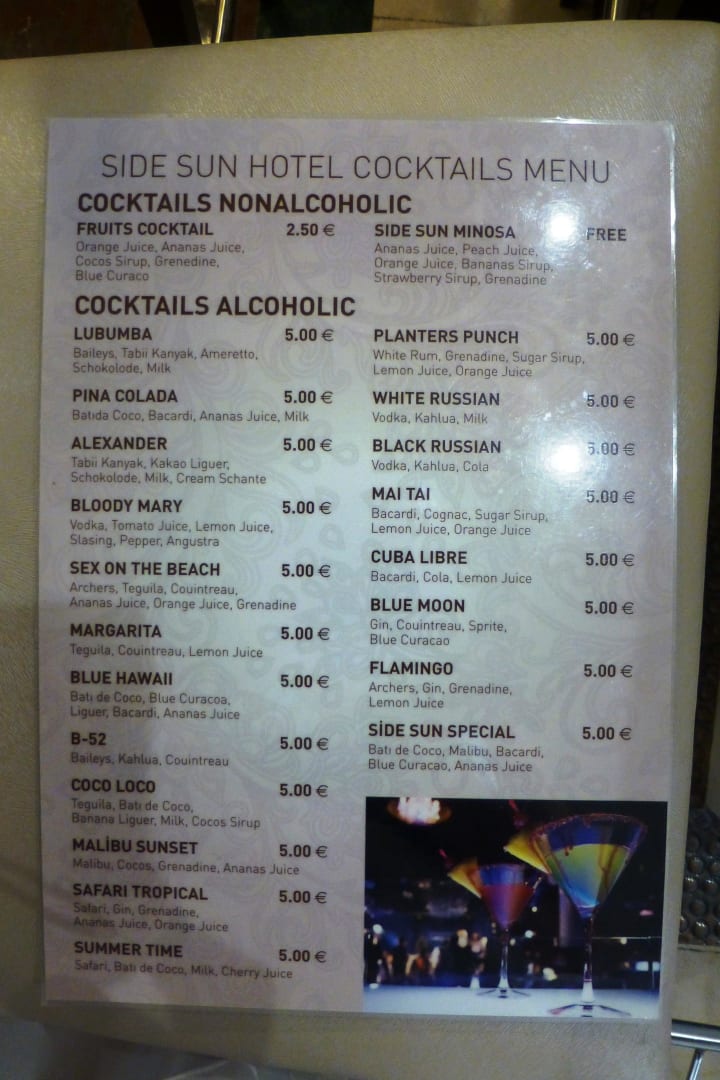 SIDE SUN HOTEL COCKTAILS MENU
COCKTAILS NONALCOHOLIC
FRUITS COCKTAIL 2.50 €
Orange Juice, Ananas Juice,
Cocos Sirup, Grenedine,
Blue Curaco
SIDE SUN MINOSA FREE
Ananas Juice, Peach Juice,
Orange Juice, Bananas Sirup,
Strawberry Sirup, Grenadine
COCKTAILS ALCOHOLIC
LUBUMBA 5.00 €
Baileys, Tabii Kanyak, Ameretto,
Schokolode, Milk
PINA COLADA 5.00 €
Batıda Coco, Bacardi, Ananas Juice, Milk
ALEXANDER 5.00 €
Tabii Kanyak, Kakao Liguer,
Schokolode, Milk, Cream Schante
BLOODY MARY 5.00 €
Vodka, Tomato Juice, Lemon Juice,
Slasing, Pepper, Angustra
SEX ON THE BEACH 5.00 €
Archers, Teguila, Couintreau,
Ananas Juice, Orange Juice, Grenadine
MARGARITA 5.00 €
Teguila, Couintreau, Lemon Juice
BLUE HAWAII 5.00 €
Batı de Coco, Blue Curacoa,
Liguer, Bacardi, Ananas Juice
B-52 5.00 €
Baileys, Kahlua, Couintreau
COCO LOCO 5.00 €
Teguila, Batı de Coco,
Banana Liguer, Milk, Cocos Sirup
MALİBU SUNSET 5.00 €
Malibu, Cocos, Grenadine, Ananas Juice
SAFARI TROPICAL 5.00 €
Safari, Gin, Grenadine,
Ananas Juice, Orange Juice
SUMMER TIME 5.00 €
Safari, Batı de Coco, Milk, Cherry Juice
PLANTERS PUNCH 5.00 €
White Rum, Grenadine, Sugar Sirup,
Lemon Juice, Orange Juice
WHITE RUSSIAN 5.00 €
Vodka, Kahlua, Milk
BLACK RUSSIAN 5.00 €
Vodka, Kahlua, Cola
MAI TAI 5.00 €
Bacardi, Cognac, Sugar Sirup,
Lemon Juice, Orange Juice
CUBA LIBRE 5.00 €
Bacardi, Cola, Lemon Juice
BLUE MOON 5.00 €
Gin, Couintreau, Sprite,
Blue Curacao
FLAMINGO 5.00 €
Archers, Gin, Grenadine,
Lemon Juice
SİDE SUN SPECIAL 5.00 €
Batı de Coco, Malibu, Bacardi,
Blue Curacao, Ananas Juice